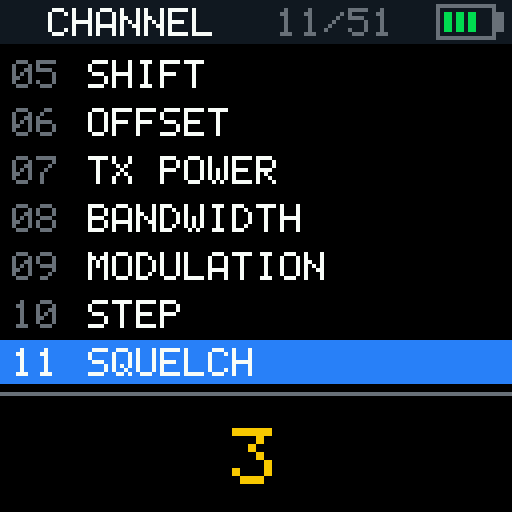 CHANNEL 11/51
05 SHIFT
06 OFFSET
07 TX POWER
08 BANDWIDTH
09 MODULATION
10 STEP
11 SQUELCH
3